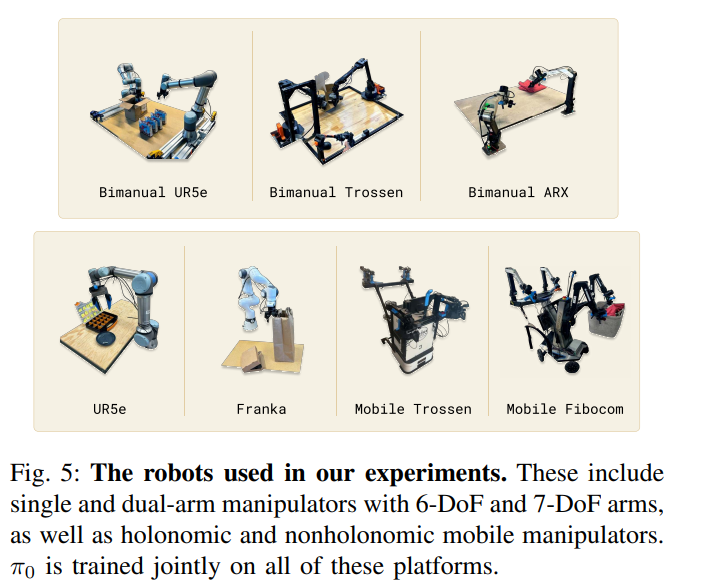 Bimanual UR5e
Bimanual Trossen
Bimanual ARX
UR5e
Franka
Mobile Trossen
Mobile Fibocom
Fig. 5: The robots used in our experiments. These include
single and dual-arm manipulators with 6-DoF and 7-DoF arms,
as well as holonomic and nonholonomic mobile manipulators.
π₀ is trained jointly on all of these platforms.